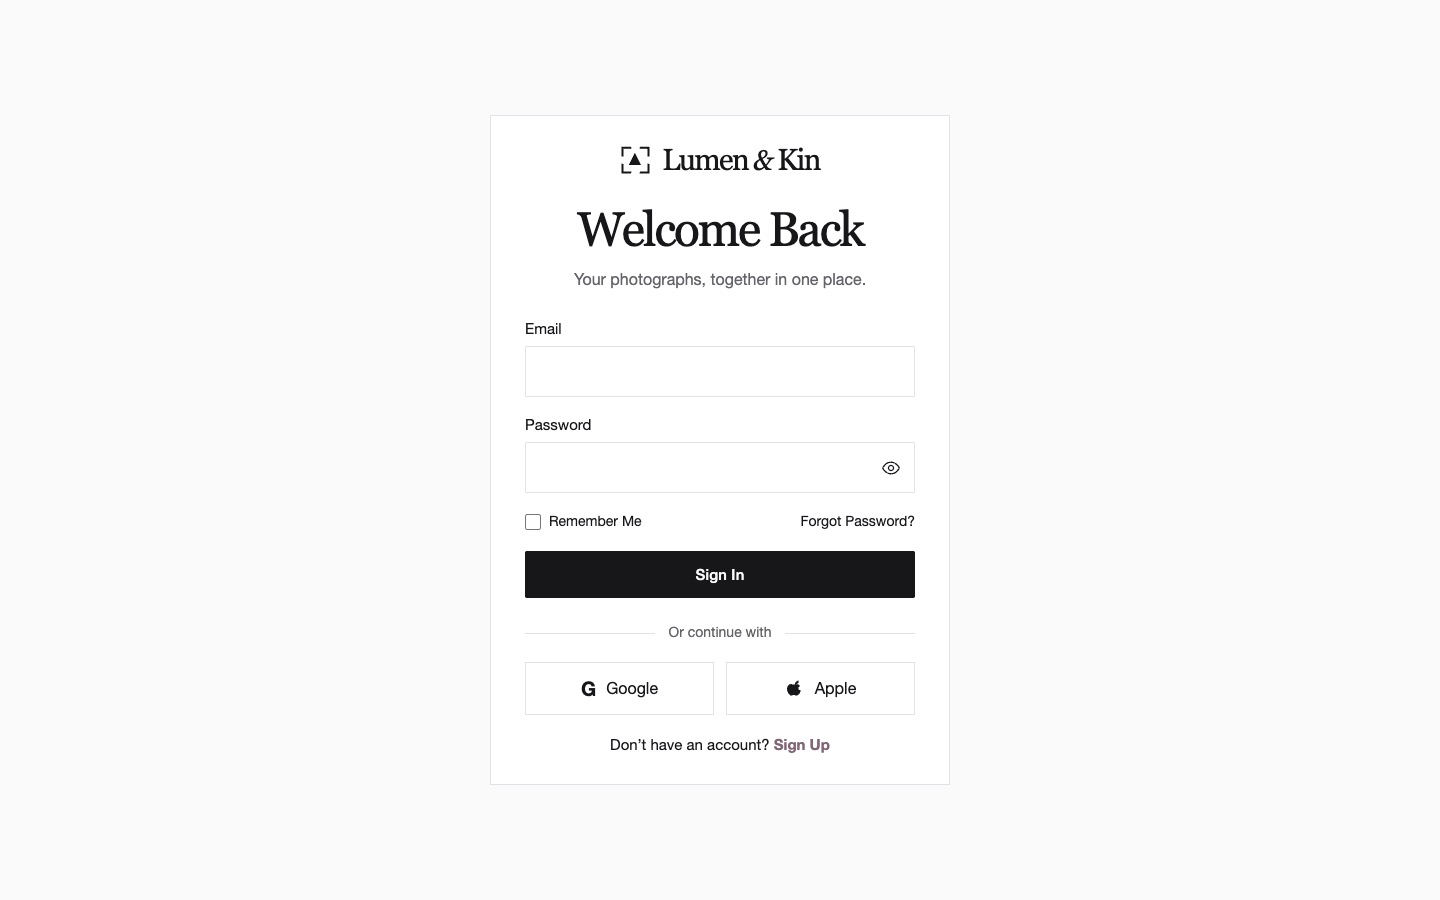 Lumen & Kin
Welcome Back
Your photographs, together in one place.
Email
Password
Remember Me
Forgot Password?
Sign In
Or continue with
G Google
Apple
Don’t have an account? Sign Up